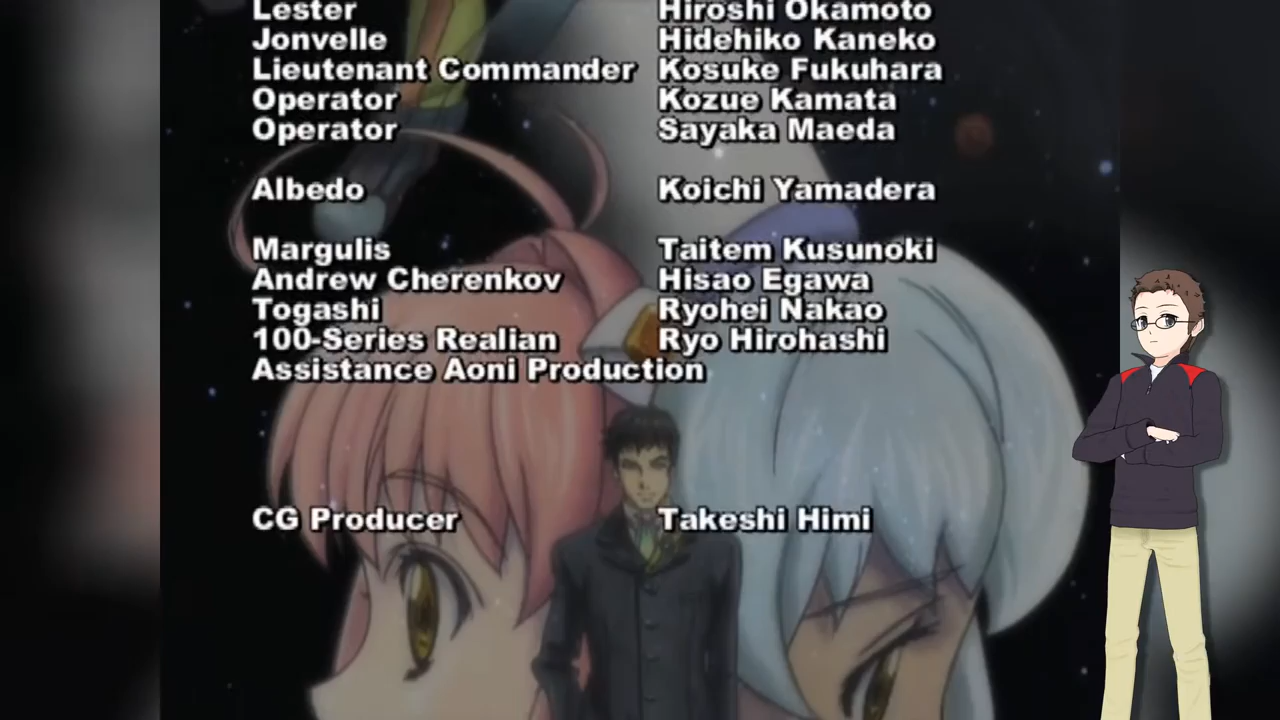 Lester Hiroshi Okamoto
Jonvelle Hidehiko Kaneko
Lieutenant Commander Kosuke Fukuhara
Operator Kozue Kamata
Operator Sayaka Maeda
Albedo Koichi Yamadera
Margulis Taitem Kusunoki
Andrew Cherenkov Hisao Egawa
Togashi Ryohei Nakao
100-Series Realian Ryo Hirohashi
Assistance Aoni Production
CG Producer Takeshi Himi